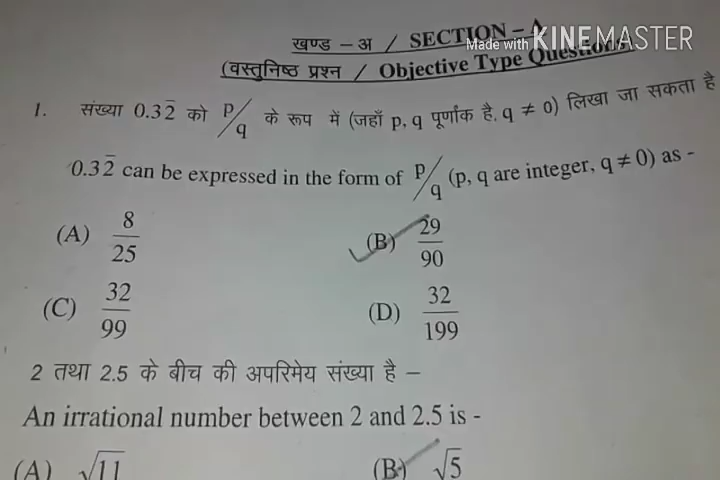 खण्ड – अ / SECTION – A
Made with KINEMASTER
(वस्तुनिष्ठ प्रश्न / Objective Type Questions)
1. संख्या 0.32̅ को p/q के रूप में (जहाँ p, q पूर्णांक है, q ≠ 0) लिखा जा सकता है
0.32̅ can be expressed in the form of p/q (p, q are integer, q ≠ 0) as -
(A) 8/25 (B) 29/90
(C) 32/99 (D) 32/199
2 तथा 2.5 के बीच की अपरिमेय संख्या है –
An irrational number between 2 and 2.5 is -
(A) √11 (B) √5